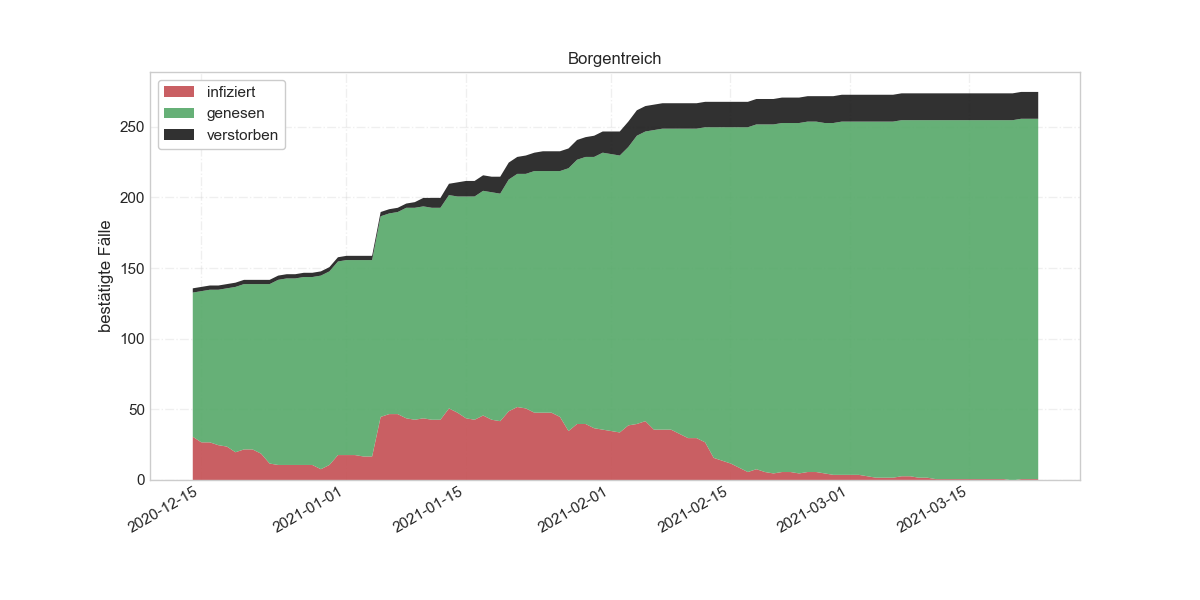 Borgentreich
infiziert
genesen
verstorben
bestätigte Fälle
250
200
150
100
50
0
2020-12-15
2021-01-01
2021-01-15
2021-02-01
2021-02-15
2021-03-01
2021-03-15